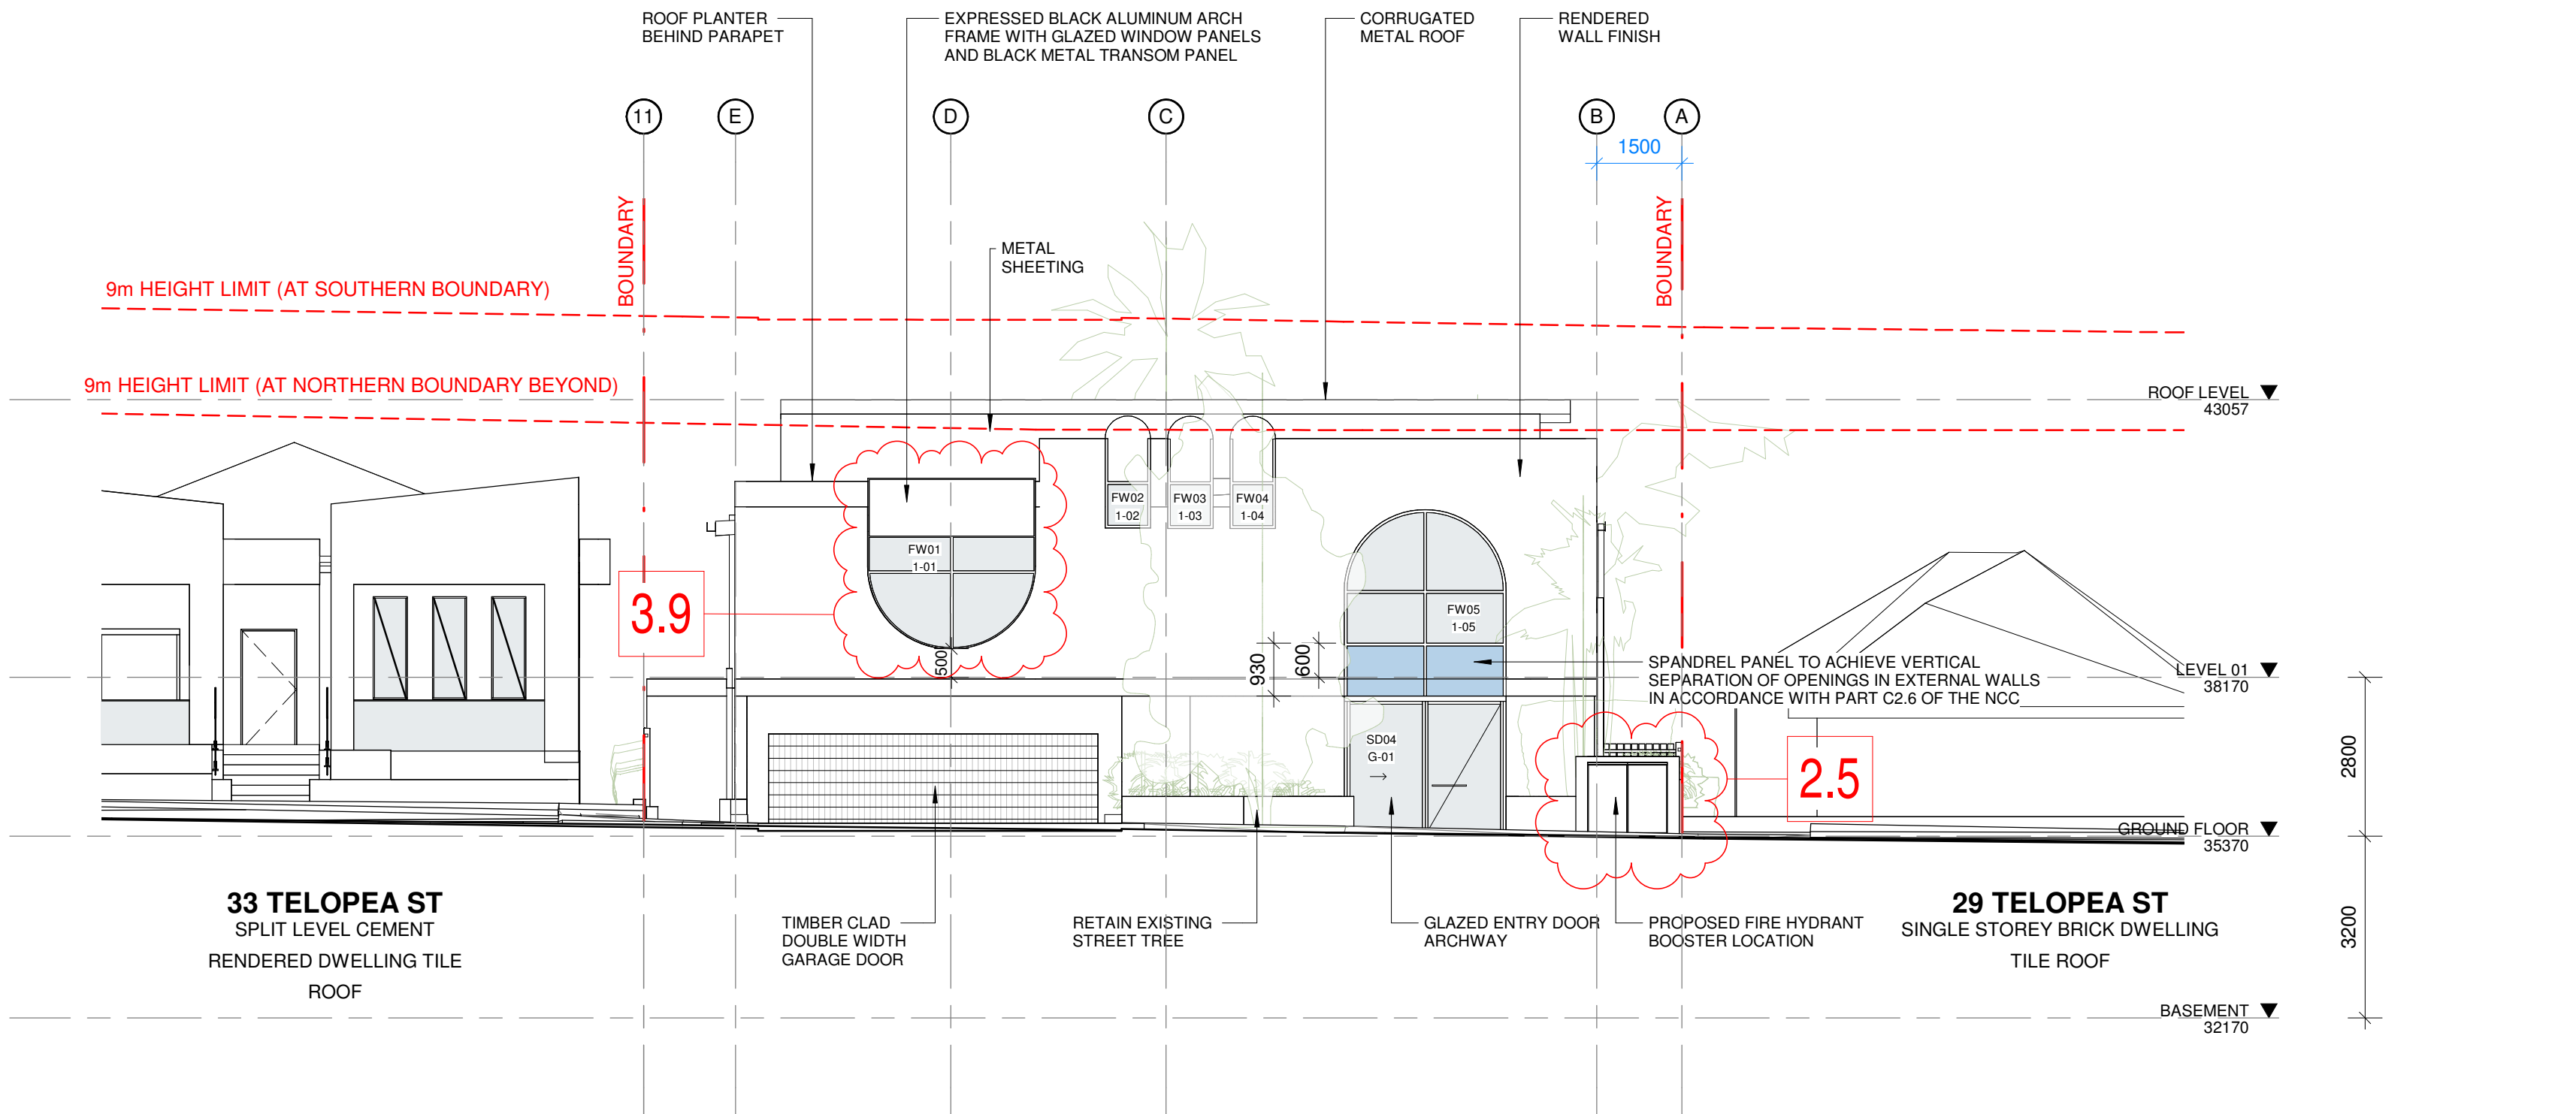 ROOF PLANTER
BEHIND PARAPET
EXPRESSED BLACK ALUMINUM ARCH
FRAME WITH GLAZED WINDOW PANELS
AND BLACK METAL TRANSOM PANEL
CORRUGATED
METAL ROOF
RENDERED
WALL FINISH
11
E
D
C
B
A
1500
BOUNDARY
BOUNDARY
METAL
SHEETING
9m HEIGHT LIMIT (AT SOUTHERN BOUNDARY)
9m HEIGHT LIMIT (AT NORTHERN BOUNDARY BEYOND)
ROOF LEVEL
43057
FW02
1-02
FW03
1-03
FW04
1-04
FW01
1-01
3.9
FW05
1-05
500
930
600
SPANDREL PANEL TO ACHIEVE VERTICAL
SEPARATION OF OPENINGS IN EXTERNAL WALLS
IN ACCORDANCE WITH PART C2.6 OF THE NCC
LEVEL 01
38170
SD04
G-01
2.5
2800
GROUND FLOOR
35370
33 TELOPEA ST
SPLIT LEVEL CEMENT
RENDERED DWELLING TILE
ROOF
TIMBER CLAD
DOUBLE WIDTH
GARAGE DOOR
RETAIN EXISTING
STREET TREE
GLAZED ENTRY DOOR
ARCHWAY
PROPOSED FIRE HYDRANT
BOOSTER LOCATION
29 TELOPEA ST
SINGLE STOREY BRICK DWELLING
TILE ROOF
3200
BASEMENT
32170